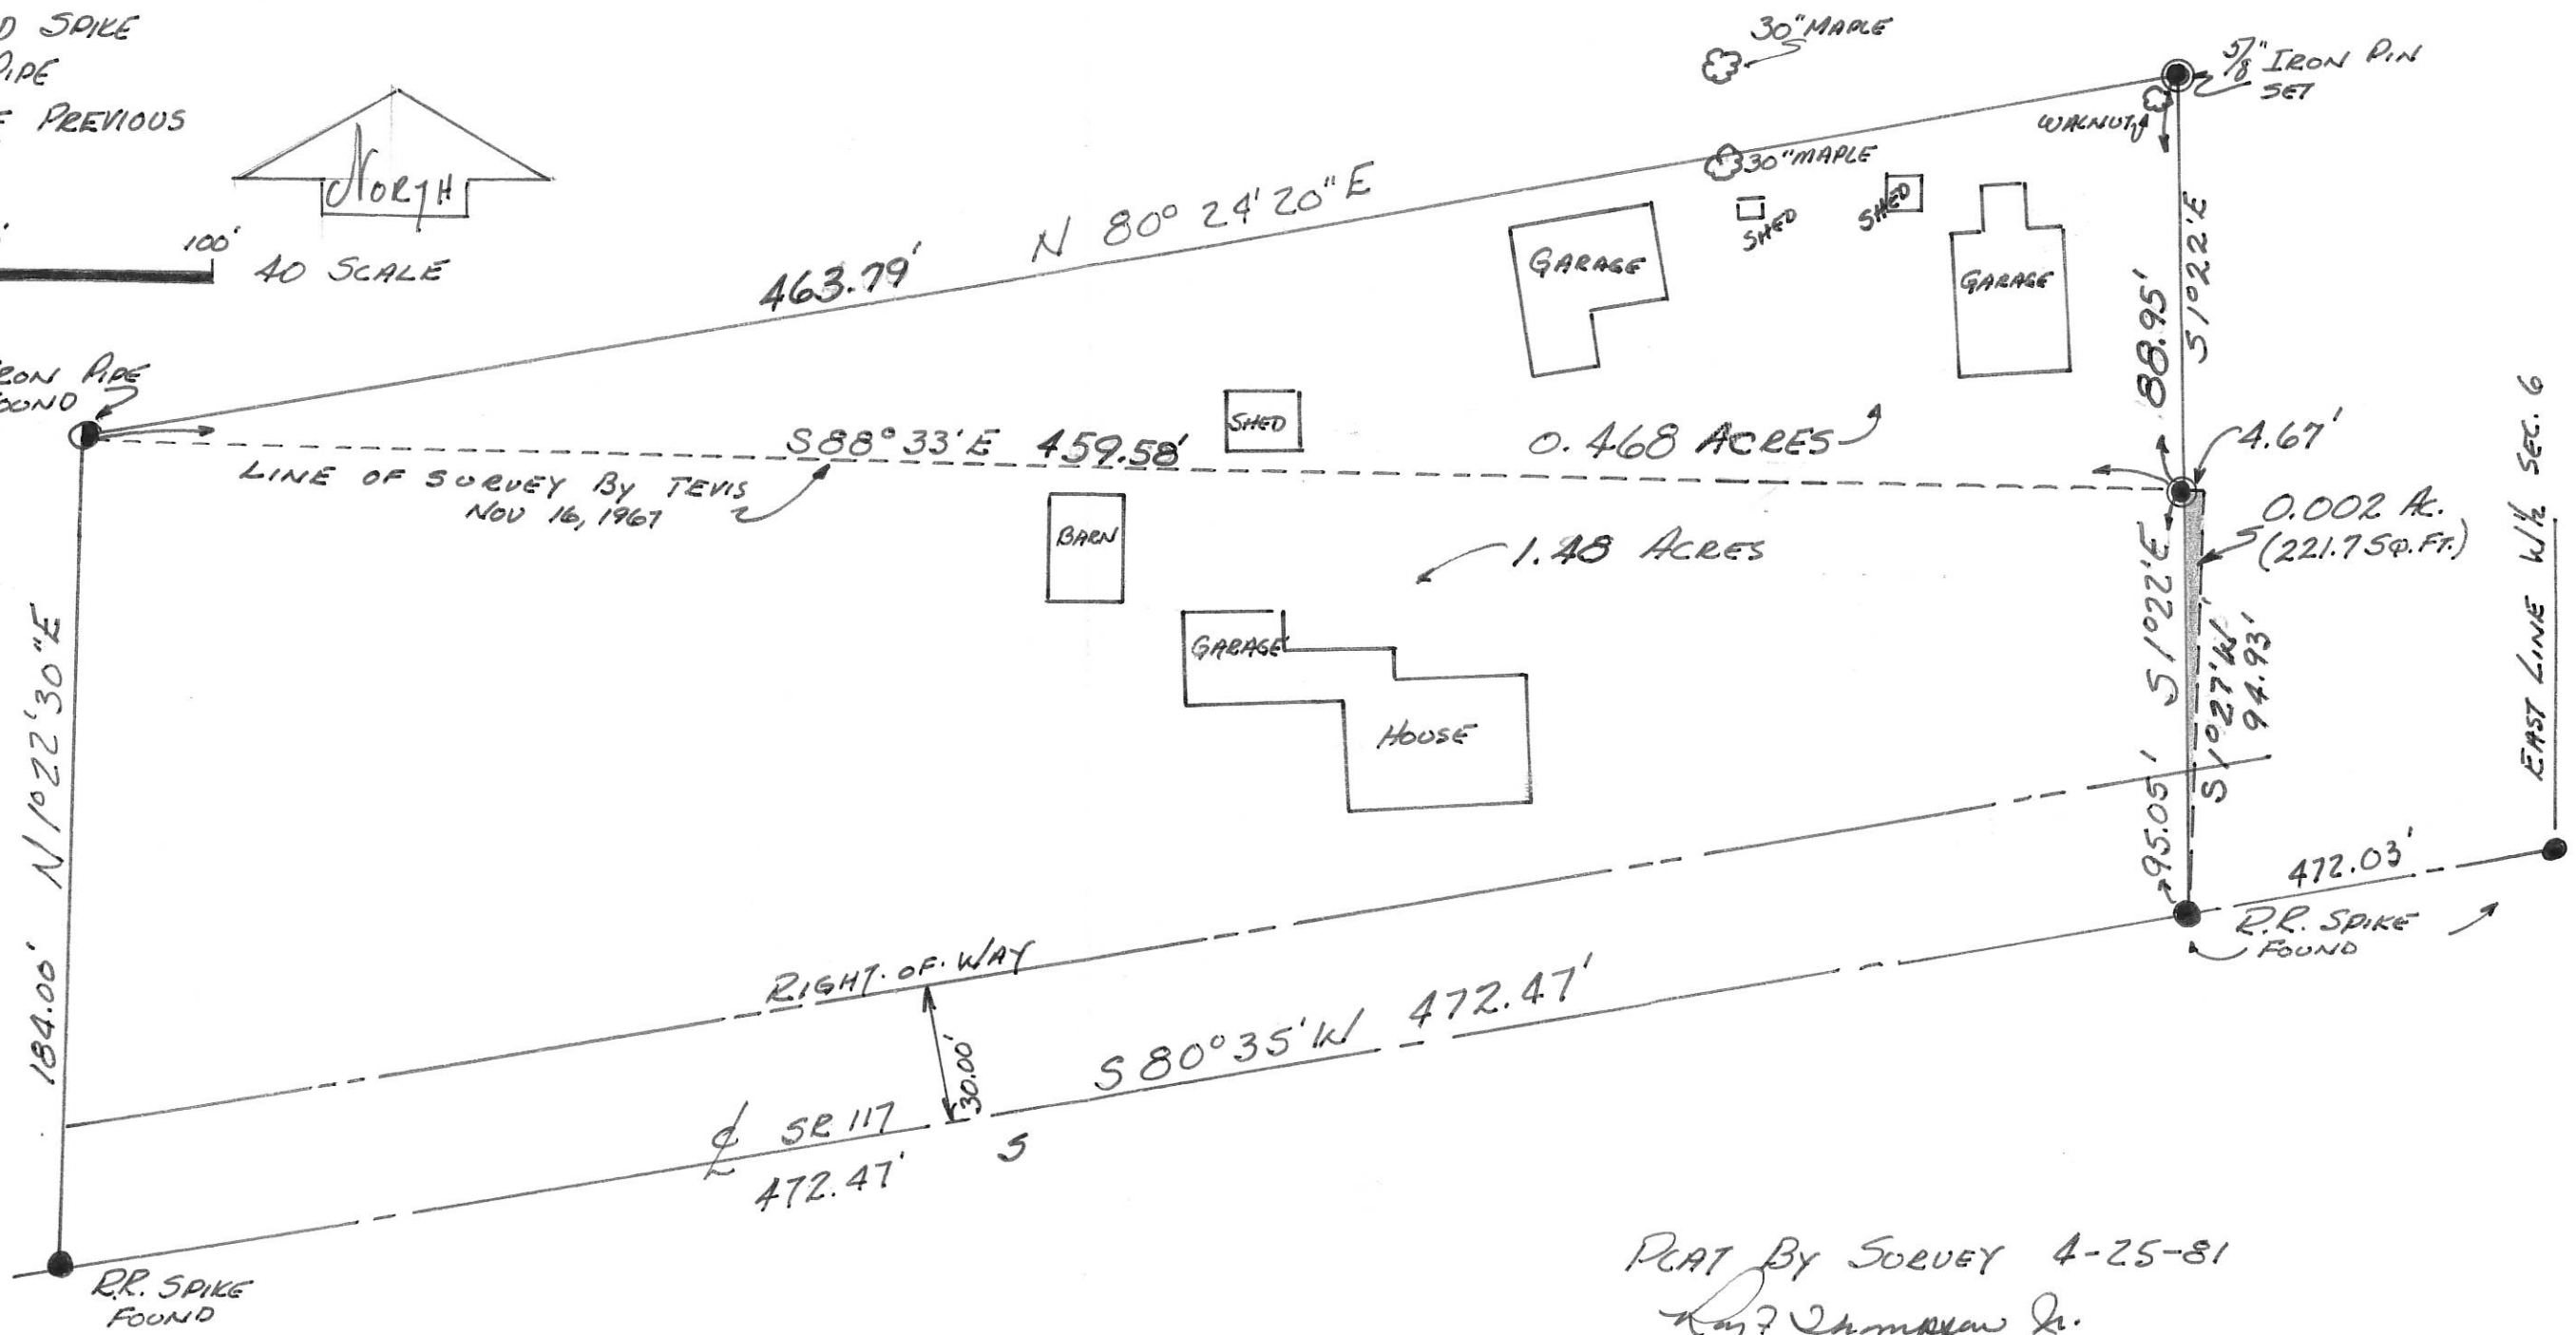 SPIKE
PIPE
PREVIOUS
NORTH
100'
40 SCALE
30" MAPLE
5/8" IRON PIN
SET
WALNUT
30" MAPLE
SHED
SHED
GARAGE
GARAGE
N 80° 24' 20" E
463.79'
88.95'
S 1° 22' E
IRON PIPE
FOUND
S 88° 33' E 459.58'
LINE OF SURVEY BY TEVIS
NOV 16, 1967
SHED
0.468 ACRES
4.67'
0.002 AC.
(221.7 SQ. FT.)
EAST LINE W 1/2 SEC. 6
BARN
1.48 ACRES
GARAGE
HOUSE
S 1° 22' E
95.05'
S 1° 27' W
94.93'
N 1° 22' 30" E
184.00'
472.03'
R.R. SPIKE
FOUND
RIGHT-OF-WAY
30.00'
S 80° 35' W 472.47'
℄ SR 117
S
472.47'
R.R. SPIKE
FOUND
PLAT BY SURVEY 4-25-81
Thompson Jr.